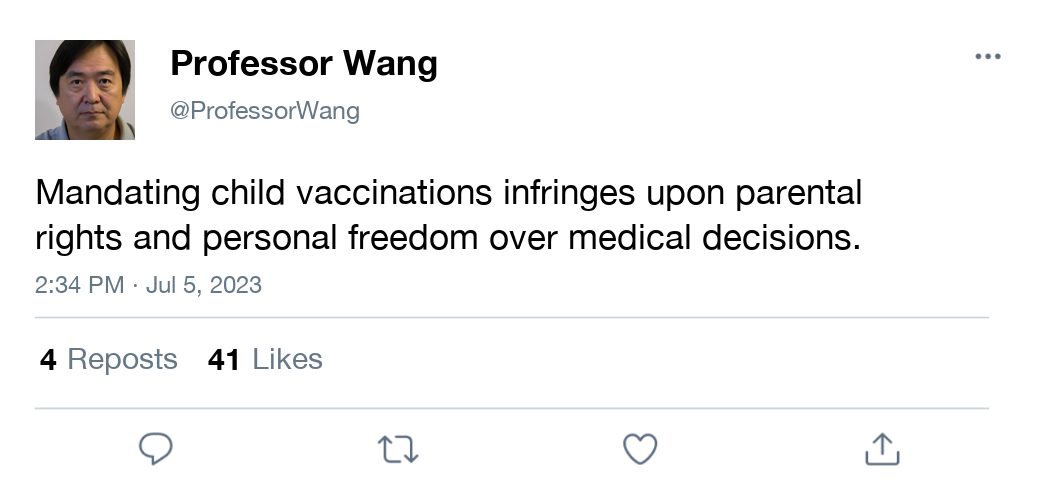 Professor Wang
@ProfessorWang
Mandating child vaccinations infringes upon parental
rights and personal freedom over medical decisions.
2:34 PM · Jul 5, 2023
4 Reposts 41 Likes